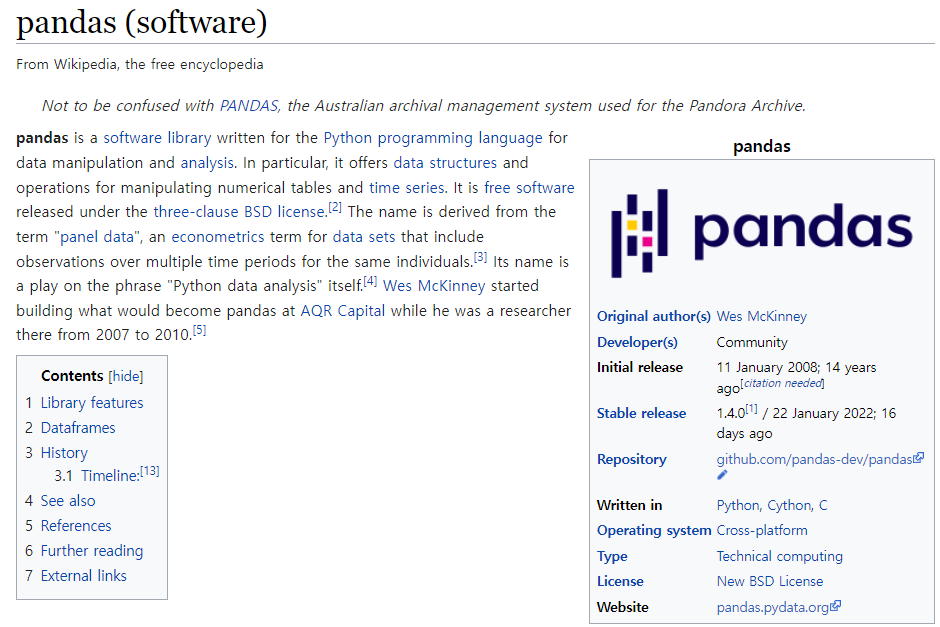 pandas (software)
From Wikipedia, the free encyclopedia
Not to be confused with PANDAS, the Australian archival management system used for the Pandora Archive.
pandas is a software library written for the Python programming language for
data manipulation and analysis. In particular, it offers data structures and
operations for manipulating numerical tables and time series. It is free software
released under the three-clause BSD license.[2] The name is derived from the
term "panel data", an econometrics term for data sets that include
observations over multiple time periods for the same individuals.[3] Its name is
a play on the phrase "Python data analysis" itself.[4] Wes McKinney started
building what would become pandas at AQR Capital while he was a researcher
there from 2007 to 2010.[5]
Contents [hide]
1 Library features
2 Dataframes
3 History
3.1 Timeline:[13]
4 See also
5 References
6 Further reading
7 External links
pandas
pandas
Original author(s) Wes McKinney
Developer(s) Community
Initial release 11 January 2008; 14 years
ago[citation needed]
Stable release 1.4.0[1] / 22 January 2022; 16
days ago
Repository github.com/pandas-dev/pandas
Written in Python, Cython, C
Operating system Cross-platform
Type Technical computing
License New BSD License
Website pandas.pydata.org